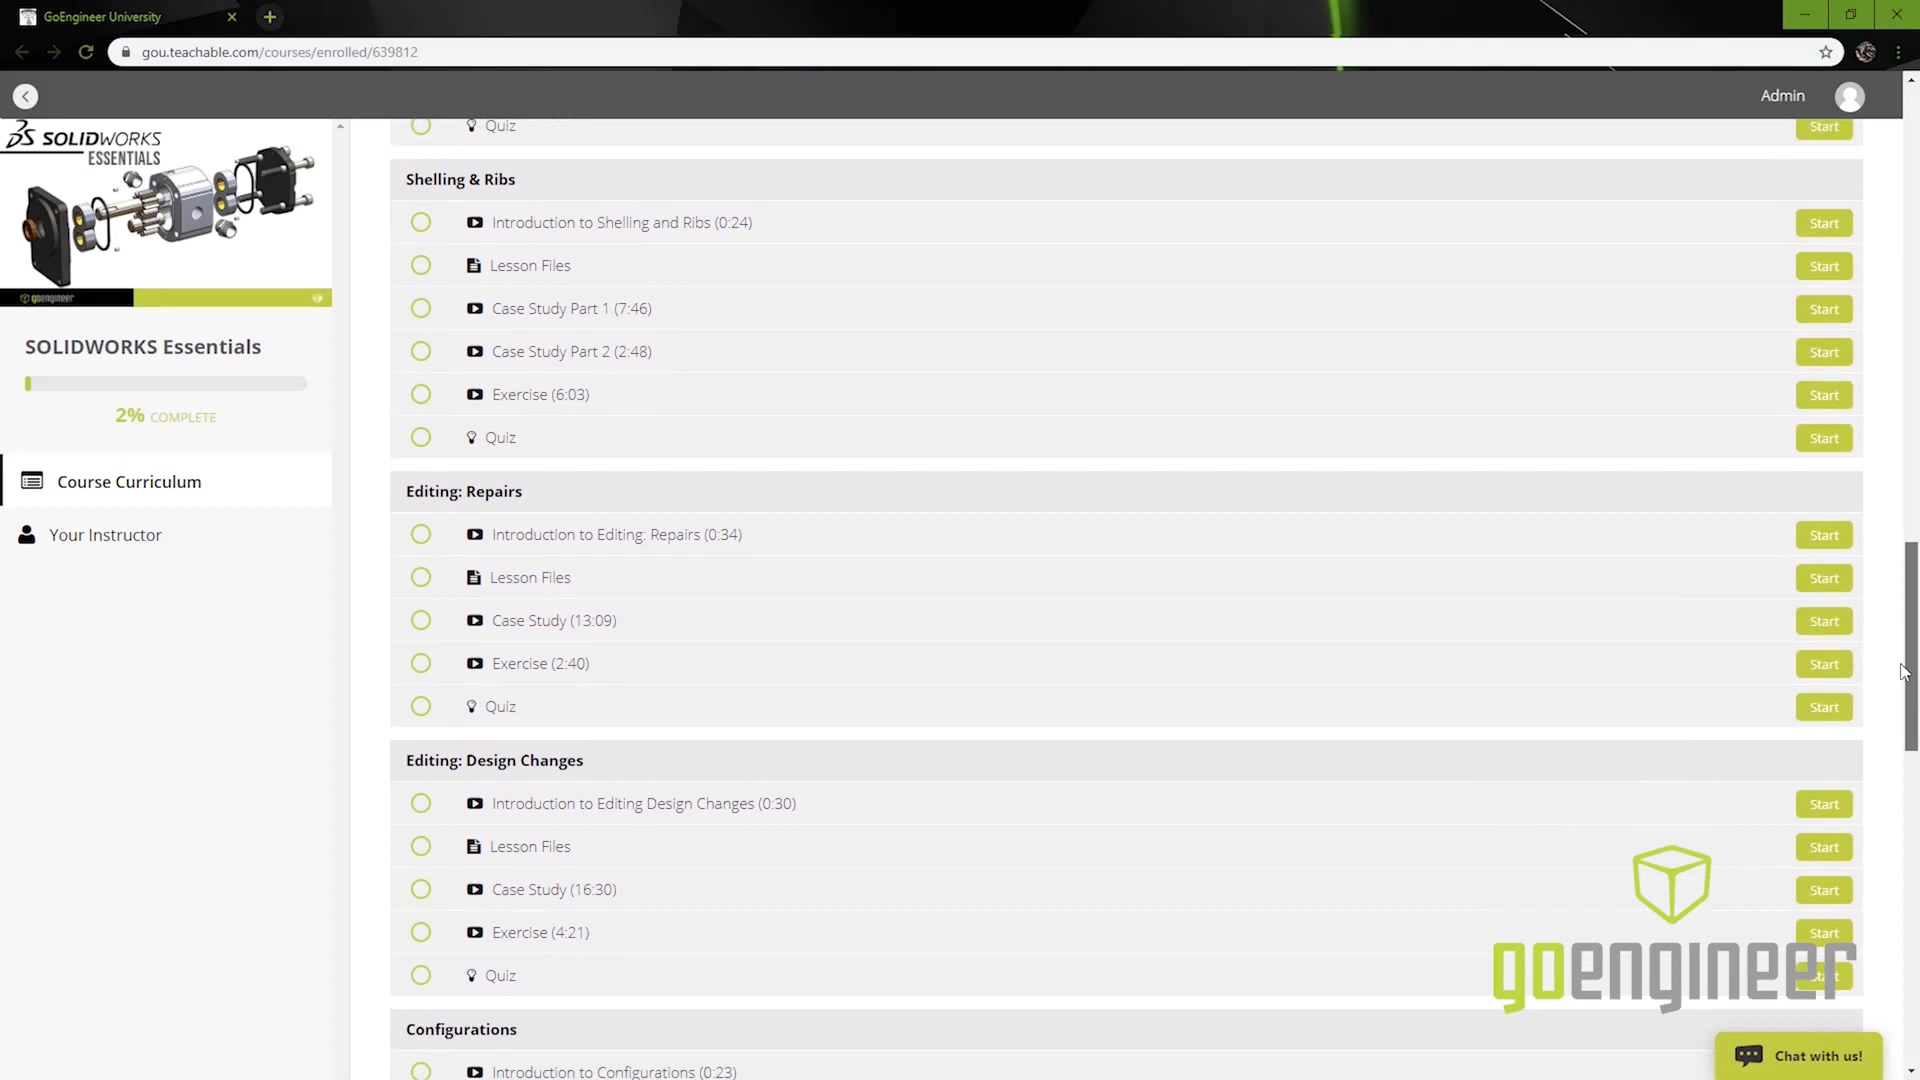 GoEngineer University
gou.teachable.com/courses/enrolled/639812
Admin
SOLIDWORKS
ESSENTIALS
goengineer
SOLIDWORKS Essentials
2% COMPLETE
Course Curriculum
Your Instructor
Quiz Start
Shelling & Ribs
Introduction to Shelling and Ribs (0:24) Start
Lesson Files Start
Case Study Part 1 (7:46) Start
Case Study Part 2 (2:48) Start
Exercise (6:03) Start
Quiz Start
Editing: Repairs
Introduction to Editing: Repairs (0:34) Start
Lesson Files Start
Case Study (13:09) Start
Exercise (2:40) Start
Quiz Start
Editing: Design Changes
Introduction to Editing Design Changes (0:30) Start
Lesson Files Start
Case Study (16:30) Start
Exercise (4:21) Start
Quiz Start
Configurations
Introduction to Configurations (0:23)
goengineer
Chat with us!